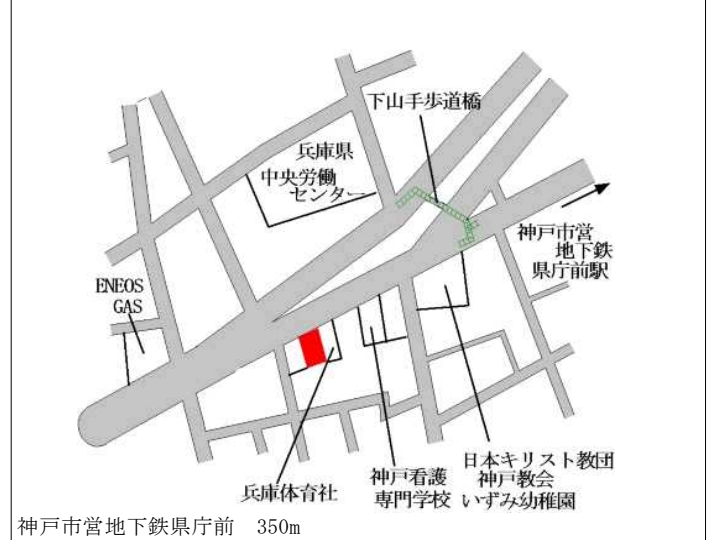 下山手歩道橋
兵庫県
中央労働
センター
神戸市営
地下鉄
県庁前駅
ENEOS
GAS
日本キリスト教団
神戸教会
いずみ幼稚園
神戸看護
専門学校
兵庫体育社
神戸市営地下鉄県庁前　350m